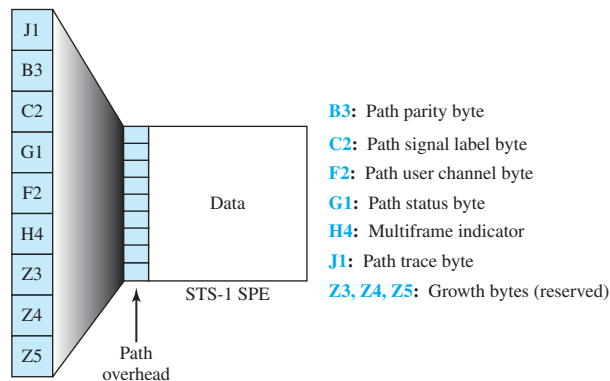 J1
B3
C2
G1
F2
H4
Z3
Z4
Z5
Data
STS-1 SPE
Path
overhead
B3: Path parity byte
C2: Path signal label byte
F2: Path user channel byte
G1: Path status byte
H4: Multiframe indicator
J1: Path trace byte
Z3, Z4, Z5: Growth bytes (reserved)